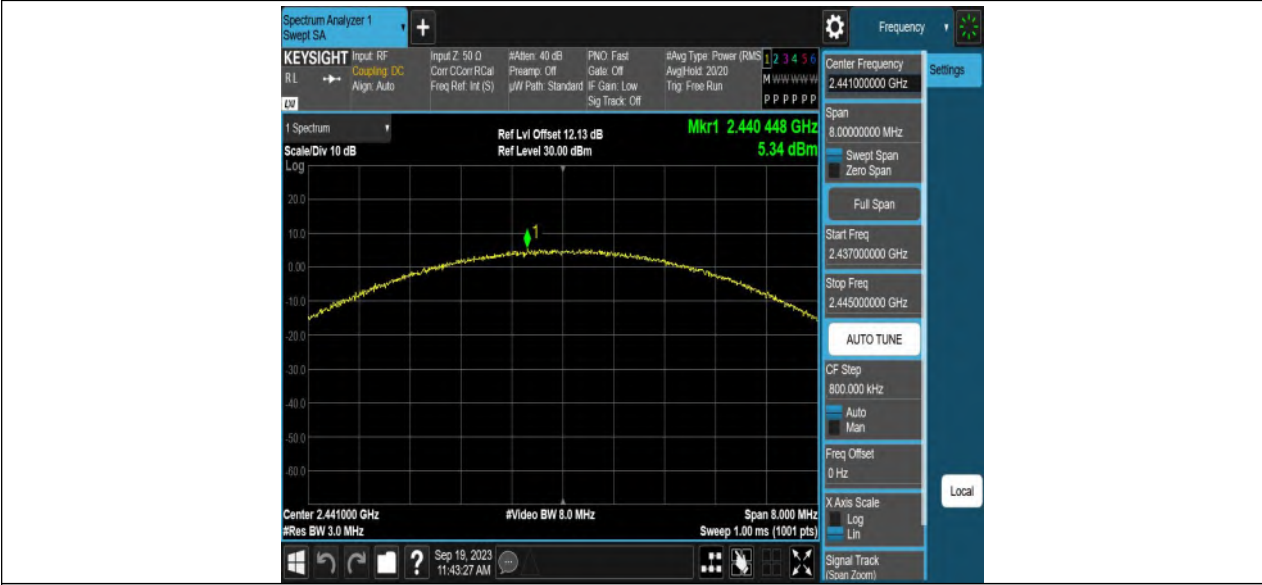 Spectrum Analyzer 1
Swept SA
+
Frequency
KEYSIGHT
Input: RF
Coupling: DC
Align: Auto
Input Z: 50 Ω
Corr CCorr RCal
Freq Ref: Int (S)
#Atten: 40 dB
Preamp: Off
µW Path: Standard
PNO: Fast
Gate: Off
IF Gain: Low
Sig Track: Off
#Avg Type: Power (RMS
Avg|Hold: 20/20
Trig: Free Run
1 2 3 4 5 6
M W W W W W
P P P P P P
R L
LXI
1 Spectrum
Scale/Div 10 dB
Log
Ref Lvl Offset 12.13 dB
Ref Level 30.00 dBm
Mkr1 2.440 448 GHz
5.34 dBm
20.0
10.0
0.00
-10.0
-20.0
-30.0
-40.0
-50.0
-60.0
1
Center 2.441000 GHz
#Res BW 3.0 MHz
#Video BW 8.0 MHz
Span 8.000 MHz
Sweep 1.00 ms (1001 pts)
Sep 19, 2023
11:43:27 AM
?
Center Frequency
2.441000000 GHz
Settings
Span
8.00000000 MHz
Swept Span
Zero Span
Full Span
Start Freq
2.437000000 GHz
Stop Freq
2.445000000 GHz
AUTO TUNE
CF Step
800.000 kHz
Auto
Man
Freq Offset
0 Hz
X Axis Scale
Log
Lin
Local
Signal Track
(Span Zoom)